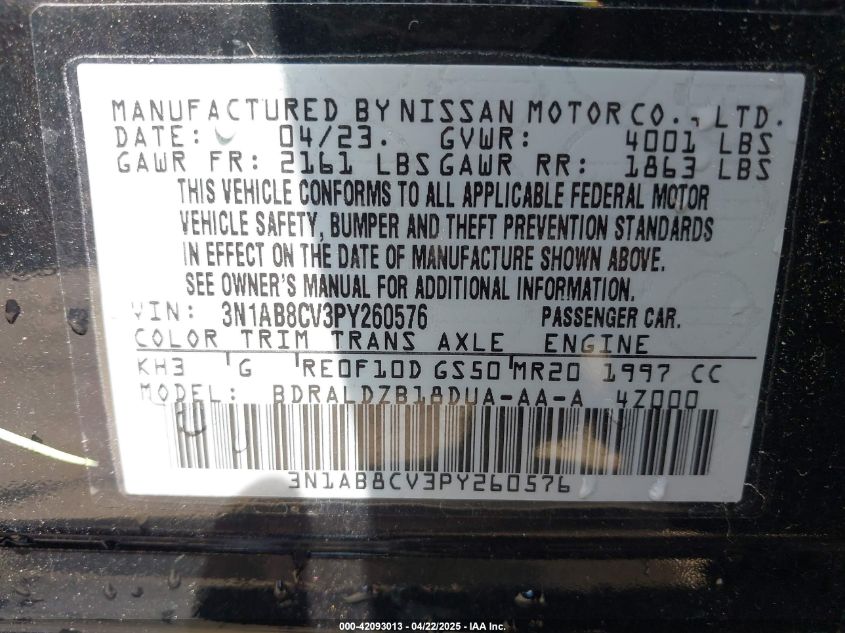 MANUFACTURED BY NISSAN MOTOR CO., LTD.
DATE: 04/23. GVWR: 4001 LBS
GAWR FR: 2161 LBS GAWR RR: 1863 LBS
THIS VEHICLE CONFORMS TO ALL APPLICABLE FEDERAL MOTOR
VEHICLE SAFETY, BUMPER AND THEFT PREVENTION STANDARDS
IN EFFECT ON THE DATE OF MANUFACTURE SHOWN ABOVE.
SEE OWNER'S MANUAL FOR ADDITIONAL INFORMATION.
VIN: 3N1AB8CV3PY260576 PASSENGER CAR.
COLOR TRIM TRANS AXLE ENGINE
KH3 G RE0F10D GS50 MR20 1997 CC
MODEL: BDRALDZB18DUA-AA-A 4Z000
3N1AB8CV3PY260576
000-42093013 - 04/22/2025 - IAA Inc.